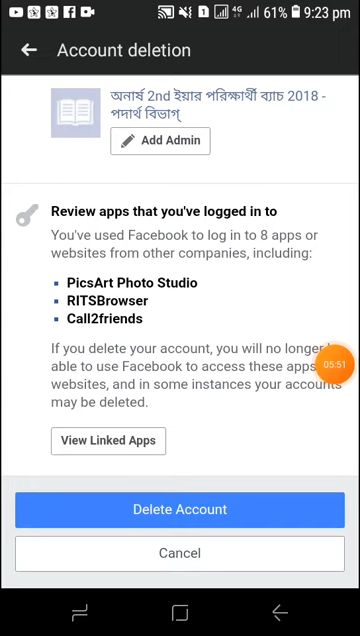 1 4G 61% 9:23 pm
Account deletion
অনার্ষ 2nd ইয়ার পরিক্ষার্থী ব্যাচ 2018 -
পদার্থ বিভাগ্
Add Admin
Review apps that you've logged in to
You've used Facebook to log in to 8 apps or
websites from other companies, including:
PicsArt Photo Studio
RITSBrowser
Call2friends
If you delete your account, you will no longer be
able to use Facebook to access these apps
05:51
websites, and in some instances your accounts
may be deleted.
View Linked Apps
Delete Account
Cancel